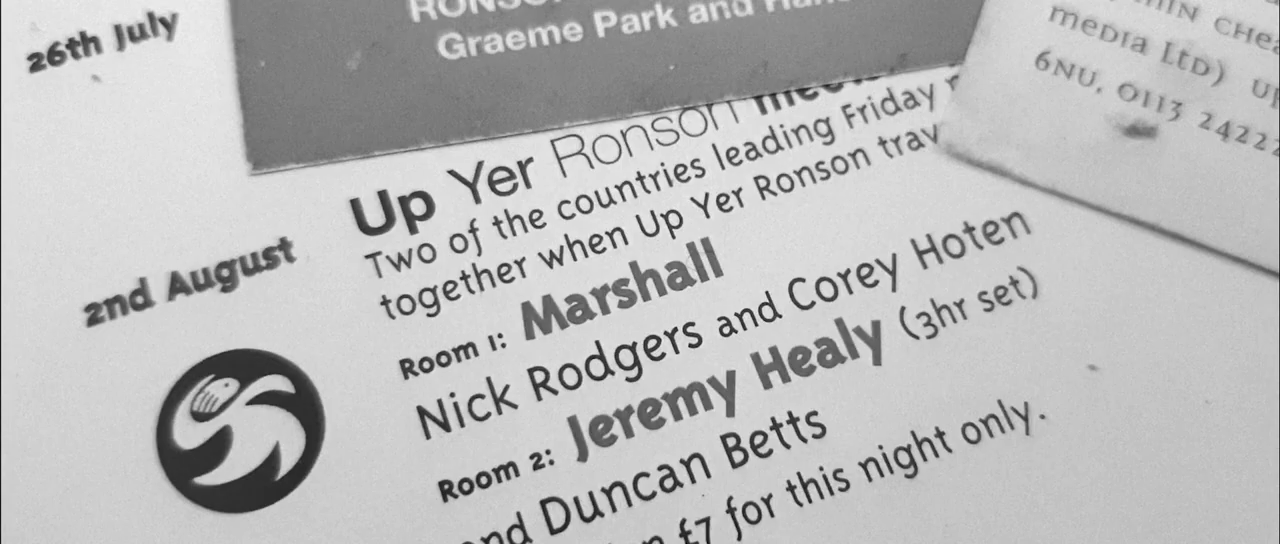 26th July
Graeme Park and
Up Yer Ronson
Two of the countries leading Friday
together when Up Yer Ronson
2nd August
Room 1: Marshall
Nick Rodgers and Corey Hoten
Room 2: Jeremy Healy (3hr set)
Duncan Betts
£7 for this night only.
media Ltd)
6NU, 0113 2422